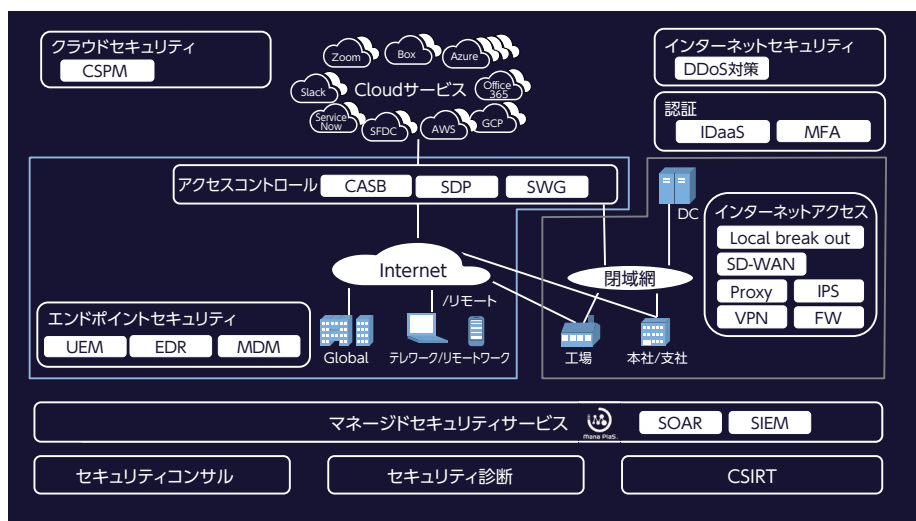 クラウドセキュリティ
CSPM
Zoom
Box
Azure
Slack
Cloudサービス
Office
365
Service
Now
SFDC
AWS
GCP
インターネットセキュリティ
DDoS対策
認証
IDaaS
MFA
アクセスコントロール
CASB
SDP
SWG
DC
インターネットアクセス
Local break out
SD-WAN
Proxy
IPS
VPN
FW
Internet
閉域網
/リモート
エンドポイントセキュリティ
UEM
EDR
MDM
Global
テレワーク/リモートワーク
工場
本社/支社
マネージドセキュリティサービス
mana PlaS.
SOAR
SIEM
セキュリティコンサル
セキュリティ診断
CSIRT